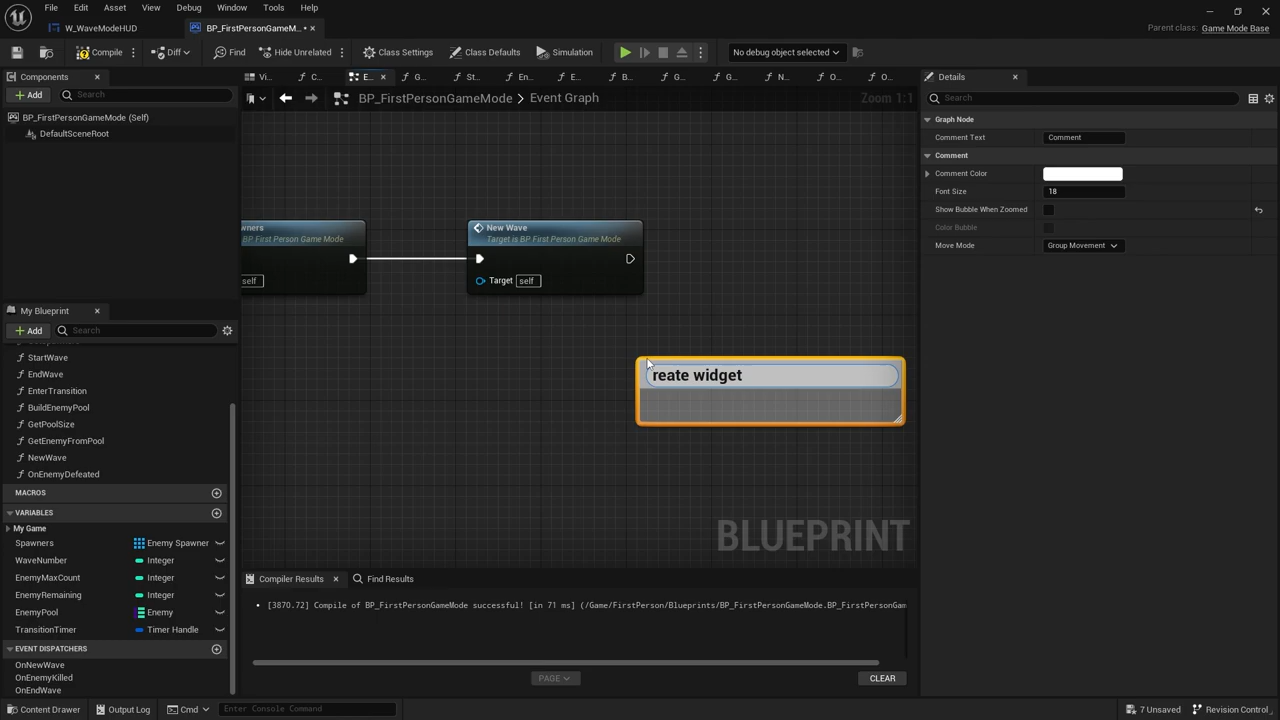 File Edit Asset View Debug Window Tools Help
W_WaveModeHUD
BP_FirstPersonGameM... •
Parent class: Game Mode Base
Compile
Diff
Find
Hide Unrelated
Class Settings
Class Defaults
Simulation
No debug object selected
Components
Vi...
C...
E...
G...
St...
En...
E...
B...
G...
G...
N...
O...
O...
Details
Add
Search
BP_FirstPersonGameMode > Event Graph
Zoom 1:1
Search
BP_FirstPersonGameMode (Self)
DefaultSceneRoot
Graph Node
Comment Text
Comment
Comment
Comment Color
Font Size
18
Show Bubble When Zoomed
Color Bubble
Move Mode
Group Movement
wners
BP First Person Game Mode
self
New Wave
Target is BP First Person Game Mode
Target
self
reate widget
BLUEPRINT
My Blueprint
Add
Search
StartWave
EndWave
EnterTransition
BuildEnemyPool
GetPoolSize
GetEnemyFromPool
NewWave
OnEnemyDefeated
MACROS
VARIABLES
My Game
Spawners
Enemy Spawner
WaveNumber
Integer
EnemyMaxCount
Integer
EnemyRemaining
Integer
EnemyPool
Enemy
TransitionTimer
Timer Handle
EVENT DISPATCHERS
OnNewWave
OnEnemyKilled
OnEndWave
Compiler Results
Find Results
• [3870.72] Compile of BP_FirstPersonGameMode successful! [in 71 ms] (/Game/FirstPerson/Blueprints/BP_FirstPersonGameMode.BP_FirstPersonGam
PAGE
CLEAR
Content Drawer
Output Log
Cmd
Enter Console Command
7 Unsaved
Revision Control